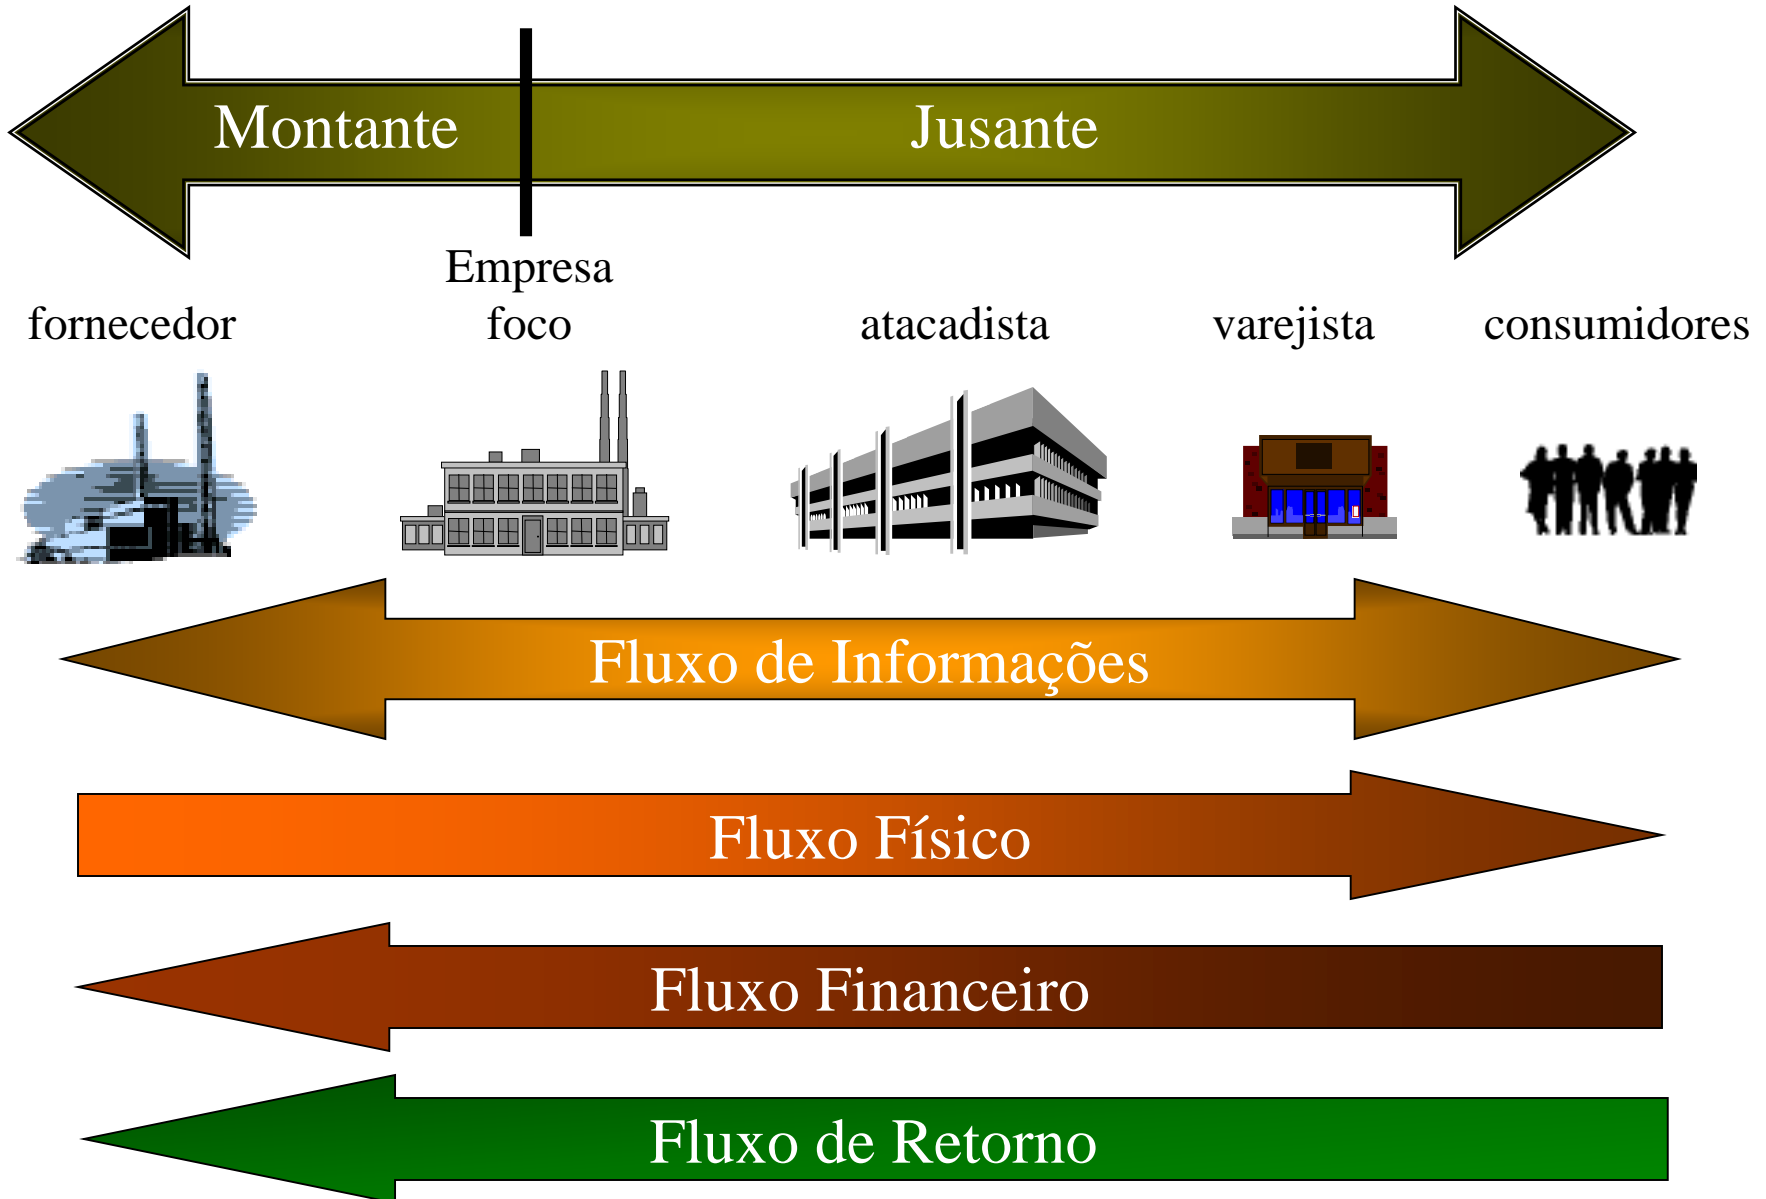 Montante
Jusante
Empresa
fornecedor
foco
atacadista
varejista
consumidores
Fluxo de Informações
Fluxo Físico
Fluxo Financeiro
Fluxo de Retorno